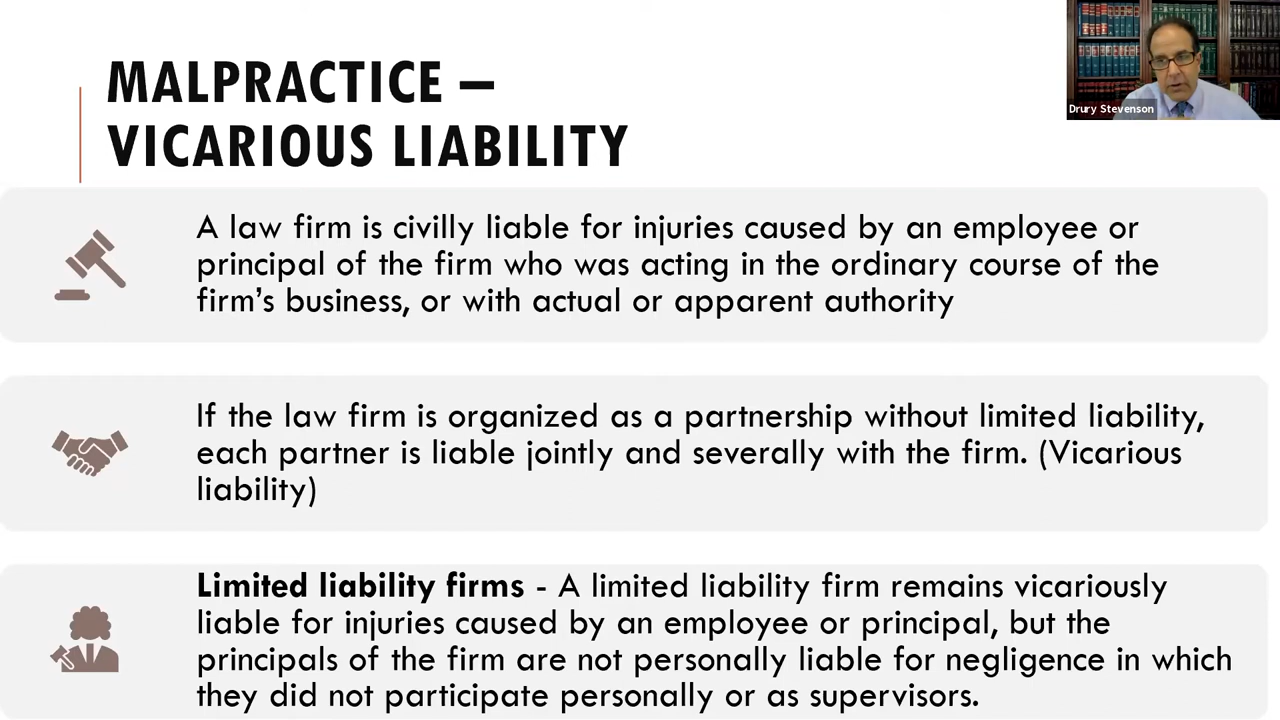 MALPRACTICE –
VICARIOUS LIABILITY
Drury Stevenson
A law firm is civilly liable for injuries caused by an employee or
principal of the firm who was acting in the ordinary course of the
firm’s business, or with actual or apparent authority
If the law firm is organized as a partnership without limited liability,
each partner is liable jointly and severally with the firm. (Vicarious
liability)
Limited liability firms - A limited liability firm remains vicariously
liable for injuries caused by an employee or principal, but the
principals of the firm are not personally liable for negligence in which
they did not participate personally or as supervisors.